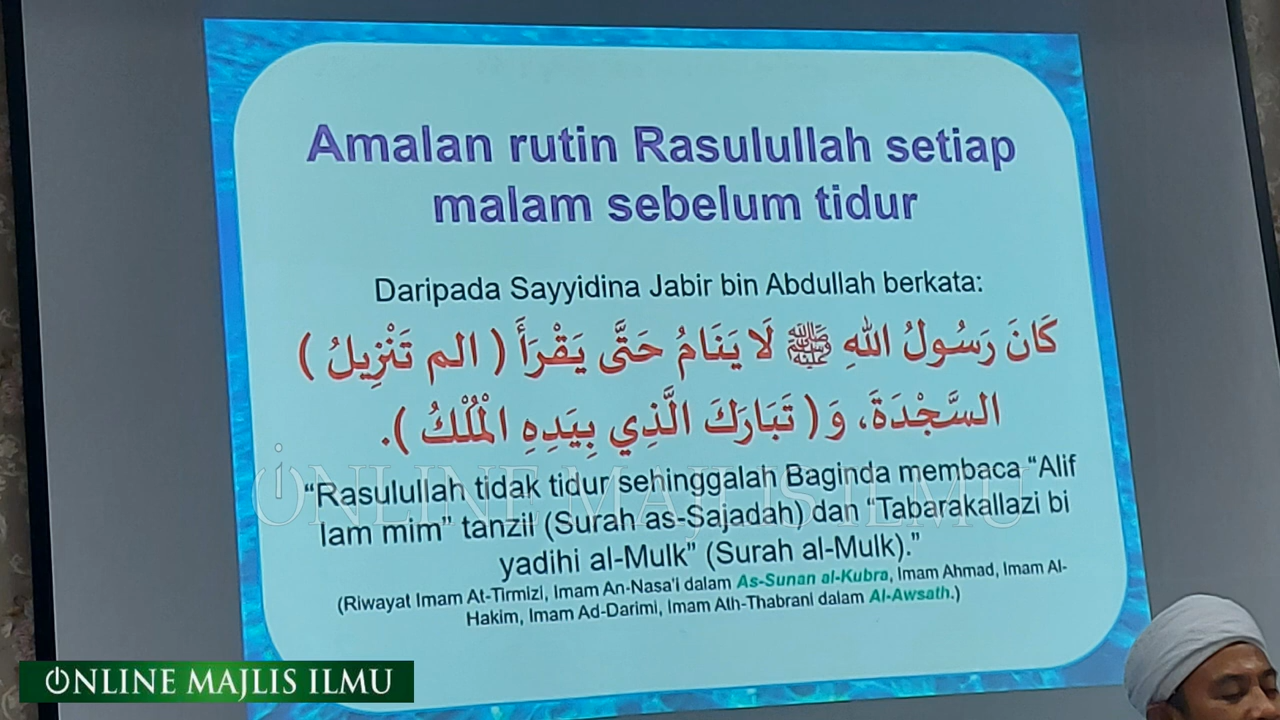 Amalan rutin Rasulullah setiap
malam sebelum tidur
Daripada Sayyidina Jabir bin Abdullah berkata:
كَانَ رَسُولُ اللهِ ﷺ لَا يَنَامُ حَتَّى يَقْرَأَ ( الم تَنْزِيلُ )
السَّجْدَةَ، وَ( تَبَارَكَ الَّذِي بِيَدِهِ الْمُلْكُ ).
“Rasulullah tidak tidur sehinggalah Baginda membaca “Alif
lam mim” tanzil (Surah as-Sajadah) dan “Tabarakallazi bi
yadihi al-Mulk” (Surah al-Mulk).”
(Riwayat Imam At-Tirmizi, Imam An-Nasa'i dalam As-Sunan al-Kubra, Imam Ahmad, Imam Al-
Hakim, Imam Ad-Darimi, Imam Ath-Thabrani dalam Al-Awsath.)
ONLINE MAJLIS ILMU
ONLINE MAJLIS ILMU